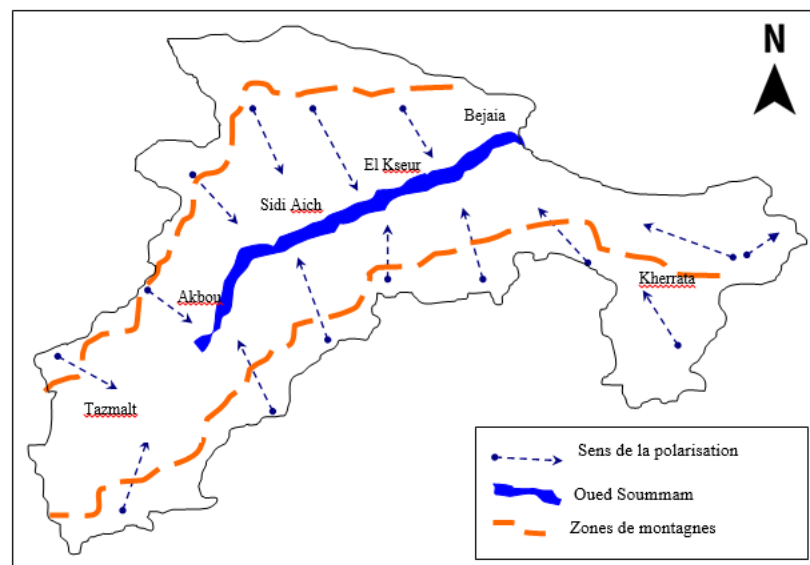 N
Bejaia
El Kseur
Sidi Aich
Akbou
Kherrata
Tazmalt
Sens de la polarisation
Oued Soummam
Zones de montagnes